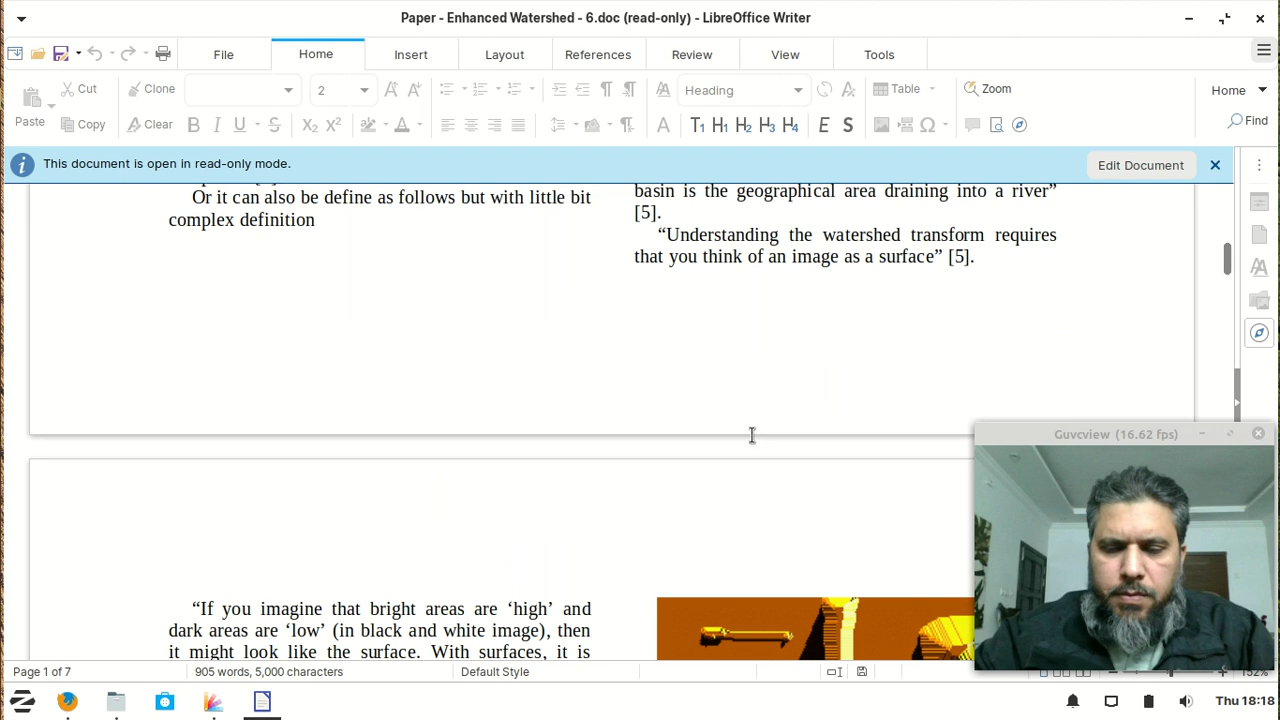 Paper - Enhanced Watershed - 6.doc (read-only) - LibreOffice Writer
File Home Insert Layout References Review View Tools
Cut Clone 2 Heading Table Zoom Home
Paste Copy Clear Find
This document is open in read-only mode. Edit Document
Or it can also be define as follows but with little bit
complex definition
basin is the geographical area draining into a river”
[5].
“Understanding the watershed transform requires
that you think of an image as a surface” [5].
“If you imagine that bright areas are ‘high’ and
dark areas are ‘low’ (in black and white image), then
it might look like the surface. With surfaces, it is
Guvcview (16.62 fps)
Page 1 of 7 905 words, 5,000 characters Default Style 152%
Thu 18:18